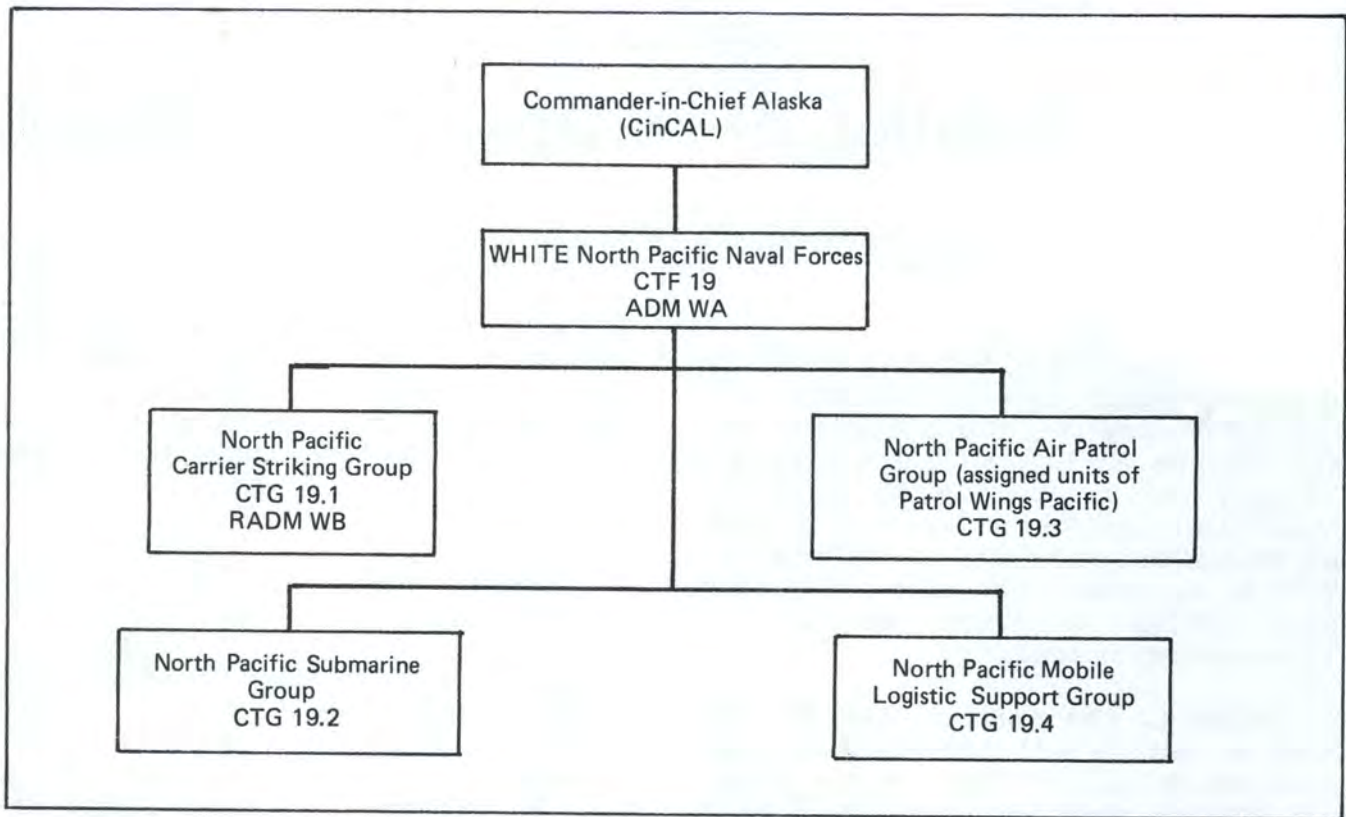 Commander-in-Chief Alaska
(CinCAL)
WHITE North Pacific Naval Forces
CTF 19
ADM WA
North Pacific
Carrier Striking Group
CTG 19.1
RADM WB
North Pacific Air Patrol
Group (assigned units of
Patrol Wings Pacific)
CTG 19.3
North Pacific Submarine
Group
CTG 19.2
North Pacific Mobile
Logistic Support Group
CTG 19.4